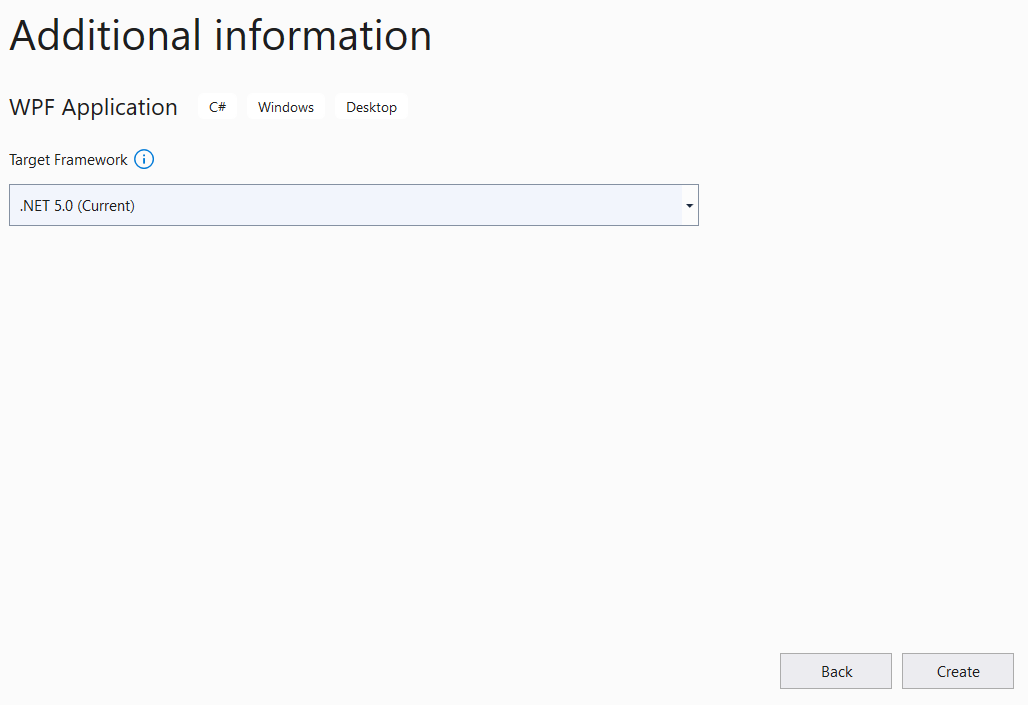 Additional information
WPF Application C# Windows Desktop
Target Framework
.NET 5.0 (Current)
Back Create